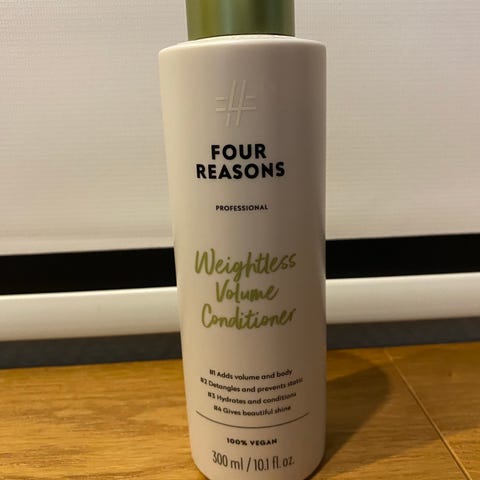 FOUR
REASONS
PROFESSIONAL
Weightless
Volume
Conditioner
#1 Adds volume and body
#2 Detangles and prevents static
#3 Hydrates and conditions
#4 Gives beautiful shine
100% VEGAN
300 ml / 10.1 fl. oz.